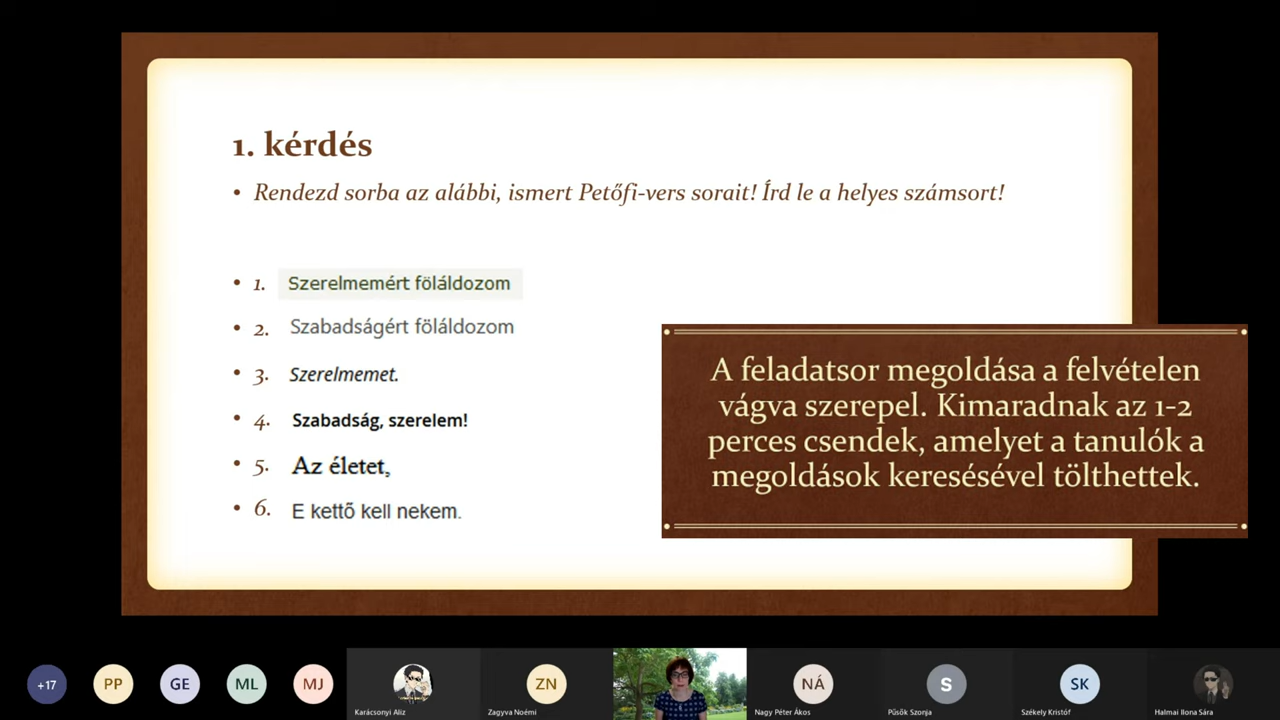 1. kérdés
• Rendezd sorba az alábbi, ismert Petőfi-vers sorait! Írd le a helyes számsort!
• 1. Szerelmemért föláldozom
• 2. Szabadságért föláldozom
• 3. Szerelmemet.
• 4. Szabadság, szerelem!
• 5. Az életet,
• 6. E kettő kell nekem.
A feladatsor megoldása a felvételen
vágva szerepel. Kimaradnak az 1-2
perces csendek, amelyet a tanulók a
megoldások keresésével tölthettek.
+17 PP GE ML MJ ZN NÁ S SK
Karácsonyi Aliz Zagyva Noémi Nagy Péter Ákos Pűsők Szonja Székely Kristóf Halmai Ilona Sára